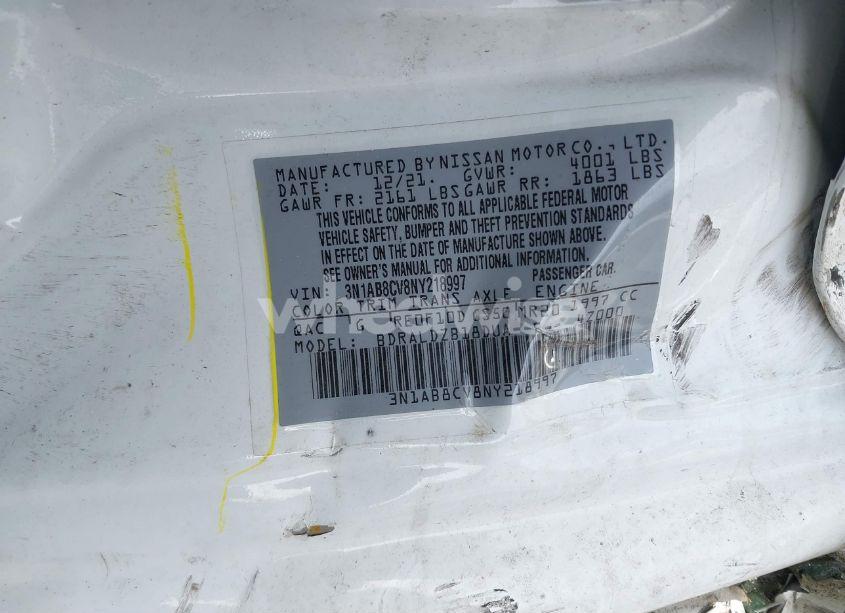 MANUFACTURED BY NISSAN MOTOR CO., LTD.
DATE: 12/21. GVWR: 4001 LBS
GAWR FR: 2161 LBS GAWR RR: 1863 LBS
THIS VEHICLE CONFORMS TO ALL APPLICABLE FEDERAL MOTOR
VEHICLE SAFETY, BUMPER AND THEFT PREVENTION STANDARDS
IN EFFECT ON THE DATE OF MANUFACTURE SHOWN ABOVE.
SEE OWNER'S MANUAL FOR ADDITIONAL INFORMATION.
VIN: 3N1AB8CV8NY218997 PASSENGER CAR.
COLOR TRIM TRANS AXLE ENGINE
QAC G RE0F10D MR20 1997 CC
MODEL:
3N1AB8CV8NY218997